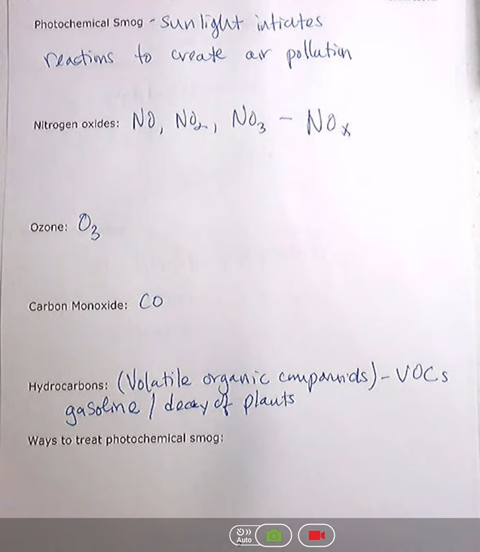 Photochemical Smog - Sunlight intiates
reactions to create air pollution
Nitrogen oxides: NO, NO₂, NO₃ - NOₓ
Ozone: O₃
Carbon Monoxide: CO
Hydrocarbons: (Volatile organic compounds) - VOCs
gasoline / decay of plants
Ways to treat photochemical smog:
Auto